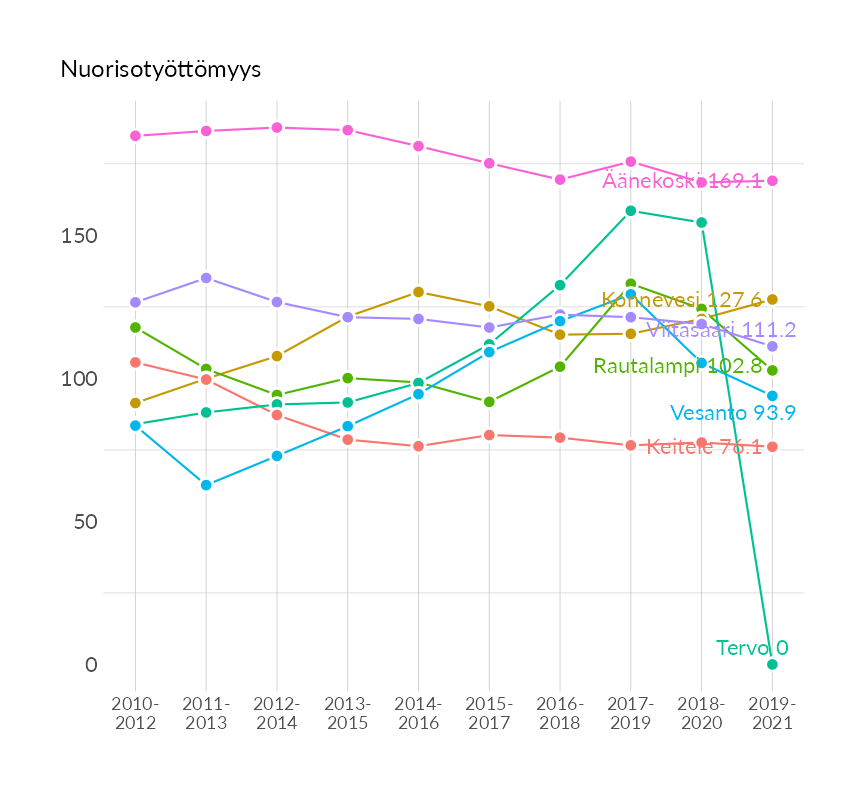 Nuorisotyöttömyys
Äänekoski 169.1
150
Konnevesi 127.6
Viitasaari 111.2
Rautalampi 102.8
100
Vesanto 93.9
Keitele 76.1
50
Tervo 0
0
2010- 2011- 2012- 2013- 2014- 2015- 2016- 2017- 2018- 2019-
2012 2013 2014 2015 2016 2017 2018 2019 2020 2021